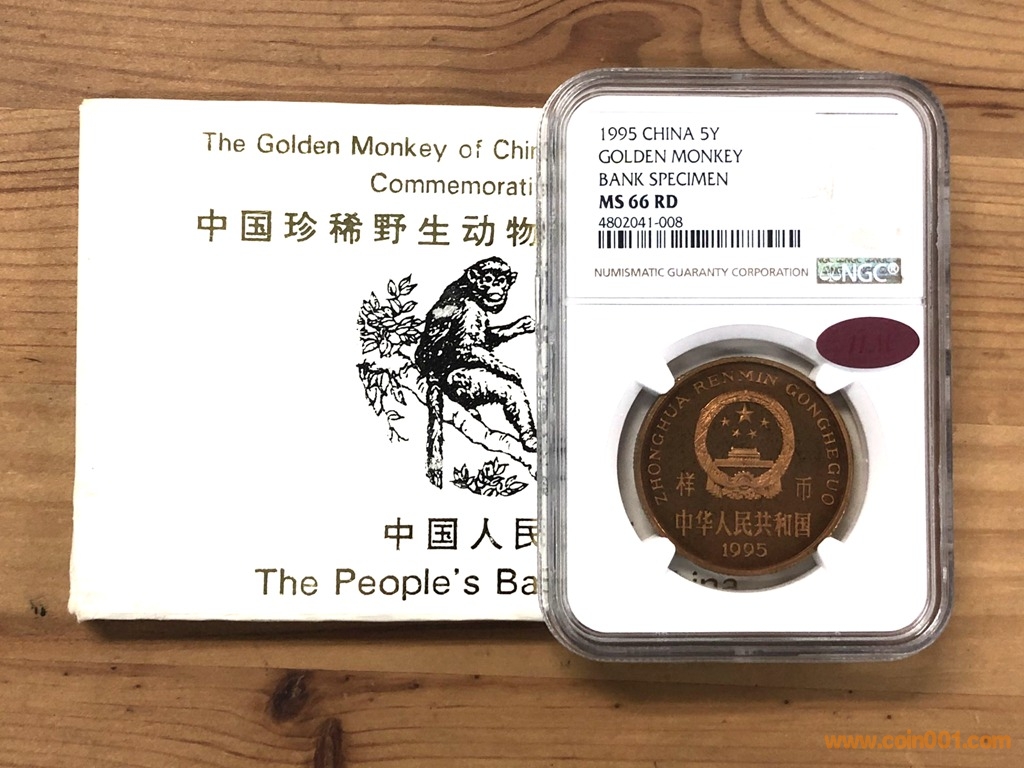 The Golden Monkey of Chin
Commemorati
中国珍稀野生动物
中国人民
The People's Ba
ina
1995 CHINA 5Y
GOLDEN MONKEY
BANK SPECIMEN
MS 66 RD
4802041-008
NUMISMATIC GUARANTY CORPORATION
NGC®
ZHONGHUA RENMIN GONGHEGUO
样 币
中华人民共和国
1995
www.coin001.com